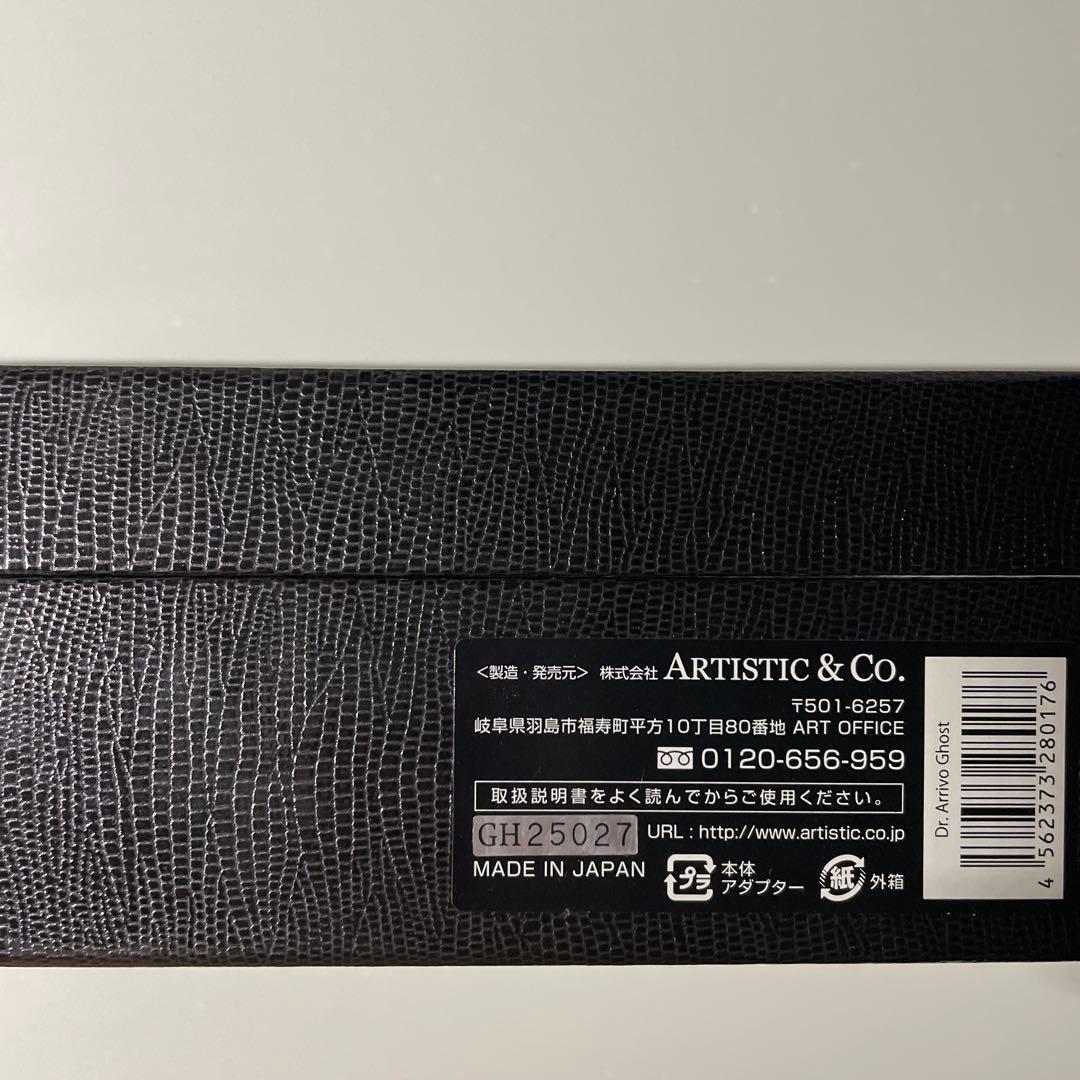 <製造・発売元> 株式会社 ARTISTIC & CO.
〒501-6257
岐阜県羽島市福寿町平方10丁目80番地 ART OFFICE
0120-656-959
取扱説明書をよく読んでからご使用ください。
GH25027 URL : http://www.artistic.co.jp
MADE IN JAPAN
プラ 本体
アダプター
紙 外箱
Dr. Arrivo Ghost
4 562373 280176